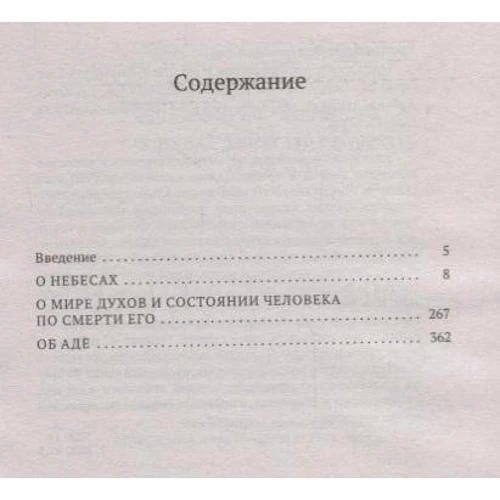 Содержание
Введение 5
О НЕБЕСАХ 8
О МИРЕ ДУХОВ И СОСТОЯНИИ ЧЕЛОВЕКА
ПО СМЕРТИ ЕГО 267
ОБ АДЕ 362